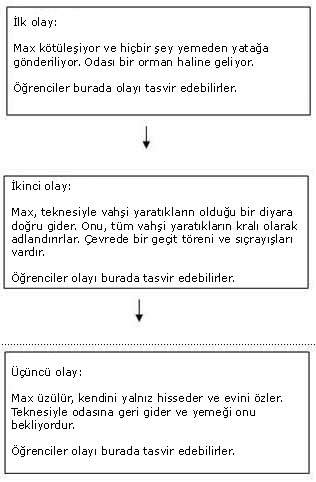 İlk olay:
Max kötüleşiyor ve hiçbir şey yemeden yatağa
gönderiliyor. Odası bir orman haline geliyor.
Öğrenciler burada olayı tasvir edebilirler.
İkinci olay:
Max, teknesiyle vahşi yaratıkların olduğu bir diyara
doğru gider. Onu, tüm vahşi yaratıkların kralı olarak
adlandırırlar. Çevrede bir geçit töreni ve sıçrayışları
vardır.
Öğrenciler olayı burada tasvir edebilirler.
Üçüncü olay:
Max üzülür, kendini yalnız hisseder ve evini özler.
Teknesiyle odasına geri gider ve yemeği onu
bekliyordur.
Öğrenciler olayı burada tasvir edebilirler.